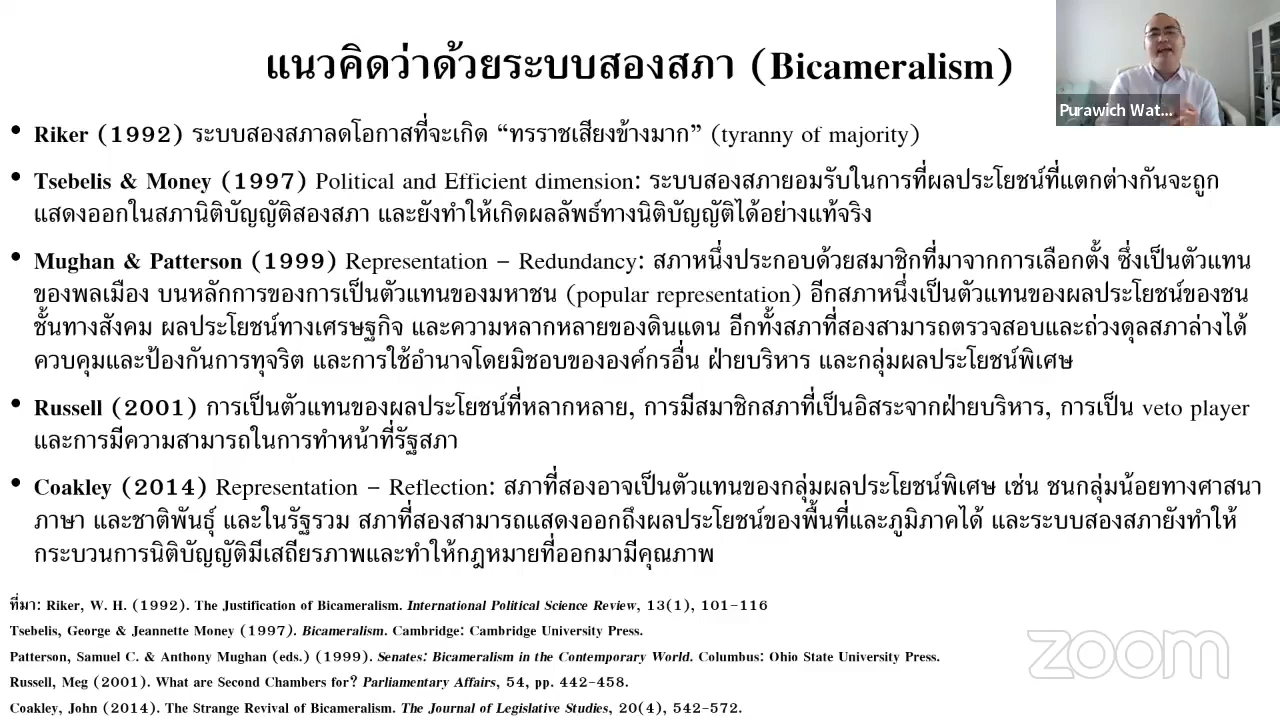 แนวคิดว่าด้วยระบบสองสภา (Bicameralism)
Purawich Wat...
• Riker (1992) ระบบสองสภาลดโอกาสที่จะเกิด “ทรราชเสียงข้างมาก” (tyranny of majority)
• Tsebelis & Money (1997) Political and Efficient dimension: ระบบสองสภายอมรับในการที่ผลประโยชน์ที่แตกต่างกันจะถูก
แสดงออกในสภานิติบัญญัติสองสภา และยังทำให้เกิดผลลัพธ์ทางนิติบัญญัติได้อย่างแท้จริง
• Mughan & Patterson (1999) Representation – Redundancy: สภาหนึ่งประกอบด้วยสมาชิกที่มาจากการเลือกตั้ง ซึ่งเป็นตัวแทน
ของพลเมือง บนหลักการของการเป็นตัวแทนของมหาชน (popular representation) อีกสภาหนึ่งเป็นตัวแทนของผลประโยชน์ของชน
ชั้นทางสังคม ผลประโยชน์ทางเศรษฐกิจ และความหลากหลายของดินแดน อีกทั้งสภาที่สองสามารถตรวจสอบและถ่วงดุลสภาล่างได้
ควบคุมและป้องกันการทุจริต และการใช้อำนาจโดยมิชอบขององค์กรอื่น ฝ่ายบริหาร และกลุ่มผลประโยชน์พิเศษ
• Russell (2001) การเป็นตัวแทนของผลประโยชน์ที่หลากหลาย, การมีสมาชิกสภาที่เป็นอิสระจากฝ่ายบริหาร, การเป็น veto player
และการมีความสามารถในการทำหน้าที่รัฐสภา
• Coakley (2014) Representation – Reflection: สภาที่สองอาจเป็นตัวแทนของกลุ่มผลประโยชน์พิเศษ เช่น ชนกลุ่มน้อยทางศาสนา
ภาษา และชาติพันธุ์ และในรัฐรวม สภาที่สองสามารถแสดงออกถึงผลประโยชน์ของพื้นที่และภูมิภาคได้ และระบบสองสภายังทำให้
กระบวนการนิติบัญญัติมีเสถียรภาพและทำให้กฎหมายที่ออกมามีคุณภาพ
ที่มา: Riker, W. H. (1992). The Justification of Bicameralism. International Political Science Review, 13(1), 101–116
Tsebelis, George & Jeannette Money (1997). Bicameralism. Cambridge: Cambridge University Press.
Patterson, Samuel C. & Anthony Mughan (eds.) (1999). Senates: Bicameralism in the Contemporary World. Columbus: Ohio State University Press.
Russell, Meg (2001). What are Second Chambers for? Parliamentary Affairs, 54, pp. 442–458.
Coakley, John (2014). The Strange Revival of Bicameralism. The Journal of Legislative Studies, 20(4), 542–572.
zoom